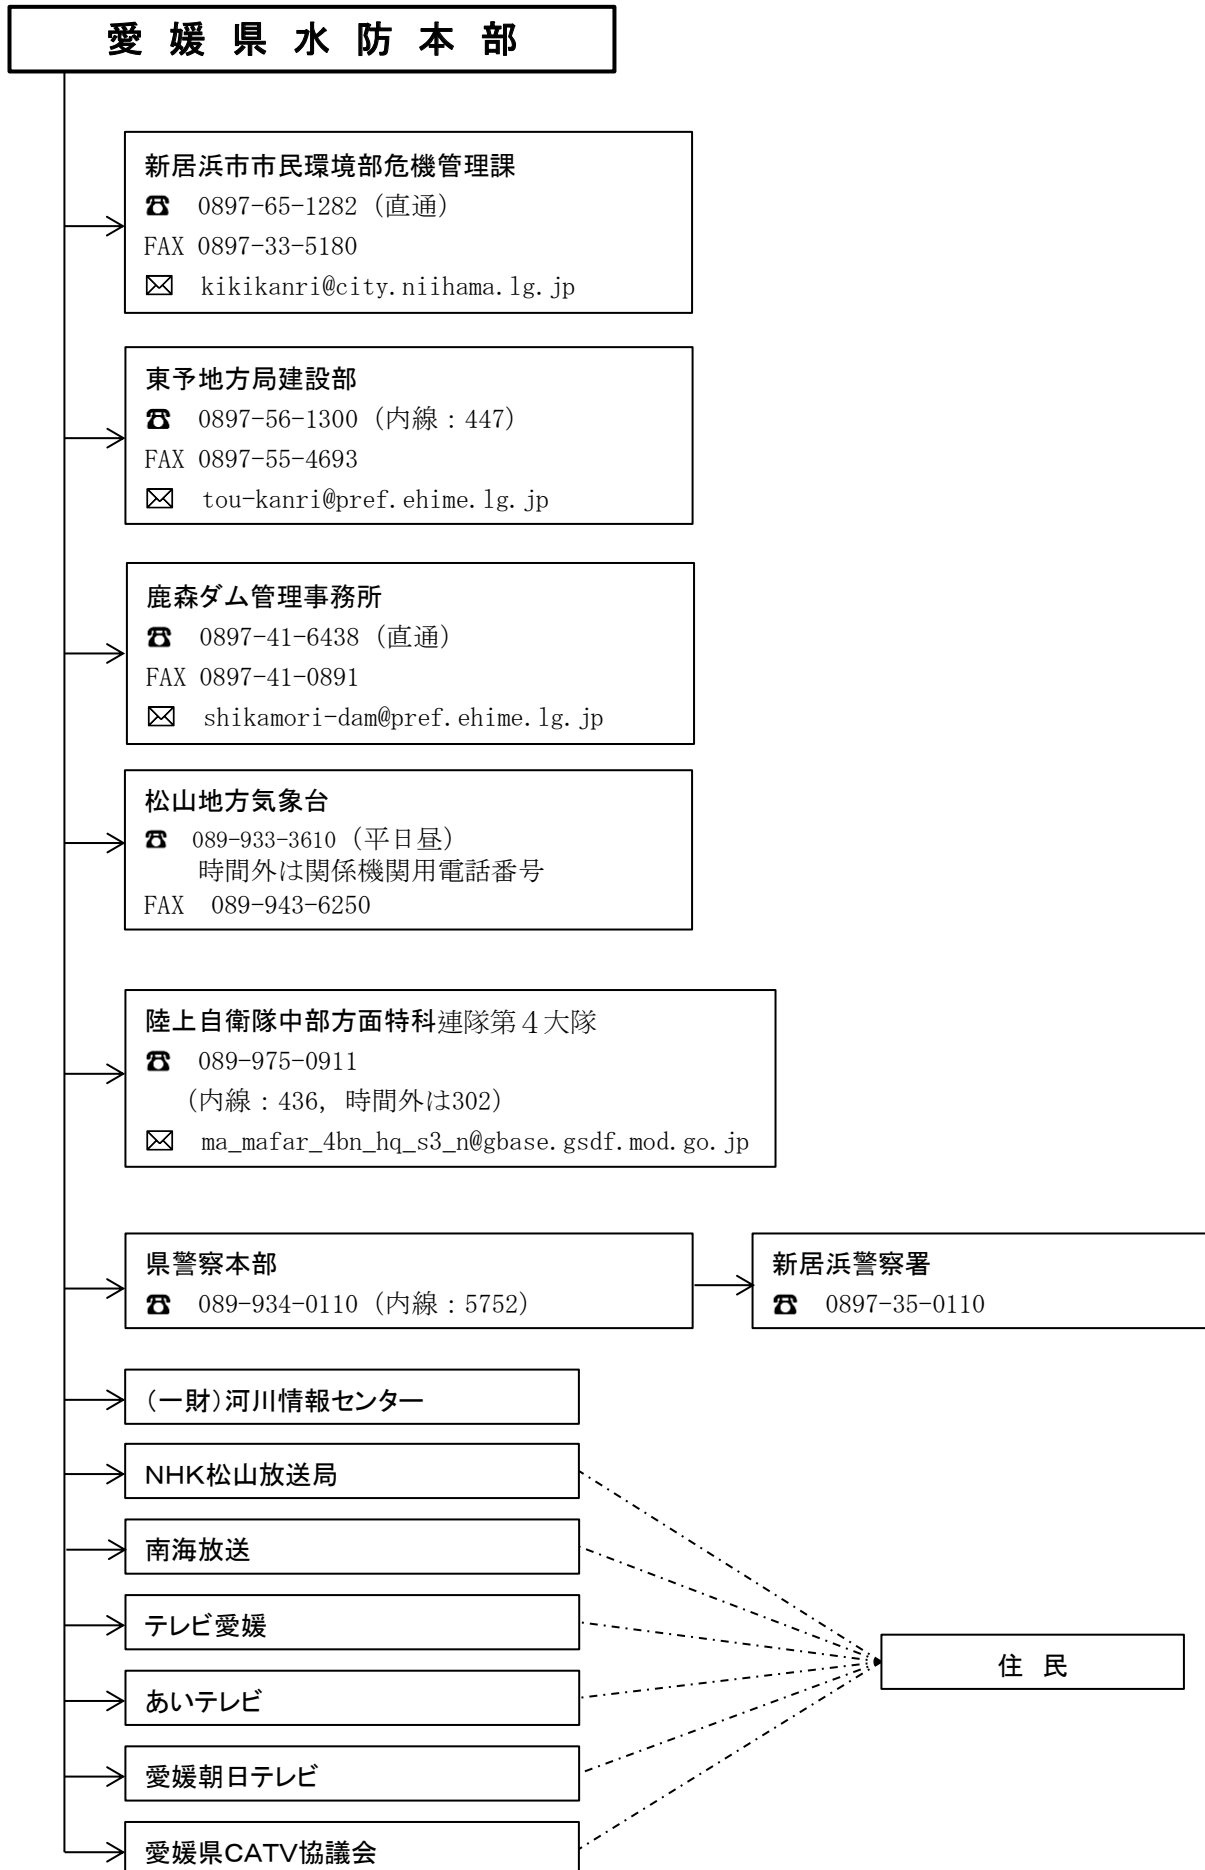 愛媛県水防本部
新居浜市市民環境部危機管理課
☎ 0897-65-1282（直通）
FAX 0897-33-5180
✉ kikikanri@city.niihama.lg.jp
東予地方局建設部
☎ 0897-56-1300（内線：447）
FAX 0897-55-4693
✉ tou-kanri@pref.ehime.lg.jp
鹿森ダム管理事務所
☎ 0897-41-6438（直通）
FAX 0897-41-0891
✉ shikamori-dam@pref.ehime.lg.jp
松山地方気象台
☎ 089-933-3610（平日昼）
時間外は関係機関用電話番号
FAX 089-943-6250
陸上自衛隊中部方面特科連隊第４大隊
☎ 089-975-0911
（内線：436，時間外は302）
✉ ma_mafar_4bn_hq_s3_n@gbase.gsdf.mod.go.jp
県警察本部
☎ 089-934-0110（内線：5752）
新居浜警察署
☎ 0897-35-0110
（一財）河川情報センター
NHK松山放送局
南海放送
テレビ愛媛
あいテレビ
愛媛朝日テレビ
愛媛県CATV協議会
住 民